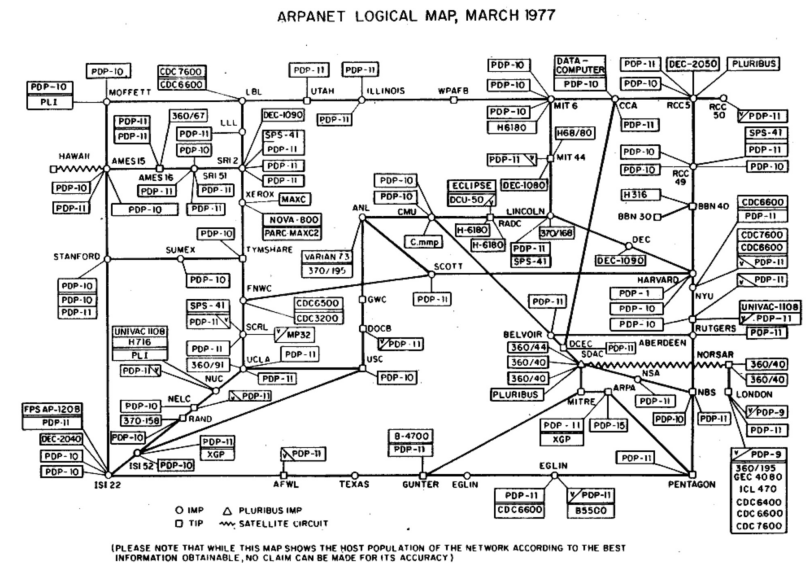 ARPANET LOGICAL MAP, MARCH 1977
PDP-10
PLI
PDP-10
MOFFETT
CDC7600
CDC6600
LBL
PDP-11
UTAH
PDP-11
ILLINOIS
PDP-11
WPAFB
PDP-10
PDP-10
PDP-10
H6180
MIT 6
DATA-
COMPUTER
PDP-10
CCA
PDP-11
PDP-11
PDP-10
DEC-2050
PLURIBUS
RCC5
RCC
50
PDP-11
SPS-41
PDP-11
PDP-11
PDP-10
PDP-10
RCC
49
HAWAII
PDP-11
PDP-11
360/67
AMES15
AMES16
PDP-11
PDP-10
PDP-11
PDP-10
LLL
PDP-11
PDP-10
SRI 51
PDP-11
PDP-11
SRI 2
DEC-1090
SPS-41
PDP-11
PDP-10
PDP-11
XEROX
MAXC
NOVA-800
PARC-MAXC2
H68/80
PDP-11
MIT 44
DEC-1080
ECLIPSE
DCU-50
RADC
H-6180
H-6180
LINCOLN
370/168
PDP-11
SPS-41
PDP-10
PDP-10
CMU
C.mmp
ANL
VARIAN 73
370/195
H316
BBN 40
BBN 30
DEC
DEC-1090
CDC6600
PDP-11
CDC7600
CDC6600
PDP-11
PDP-11
STANFORD
PDP-10
PDP-10
PDP-11
SUMEX
PDP-10
PDP-10
TYMSHARE
FNWC
CDC6500
CDC3200
SCOTT
PDP-11
HARVARD
PDP-1
PDP-10
PDP-10
NYU
UNIVAC-1108
PDP-11
RUTGERS
PDP-11
GWC
DOCB
PDP-11
USC
PDP-10
SPS-41
PDP-11
SCRL
MP32
360/91
UCLA
PDP-11
PDP-11
UNIVAC 1108
H716
PLI
PDP-11
NUC
NELC
PDP-10
PDP-11
370-158
RAND
PDP-10
BELVOIR
PDP-11
DCEC
PDP-11
ABERDEEN
360/44
360/40
360/40
PLURIBUS
SDAC
NSA
PDP-11
NORSAR
360/40
360/40
LONDON
PDP-9
PDP-11
PDP-9
360/195
GEC 4080
ICL 470
CDC6400
CDC6600
CDC7600
MITRE
ARPA
PDP-11
XGP
PDP-15
NBS
PDP-10
PDP-11
FPS AP-120B
PDP-11
DEC-2040
PDP-10
PDP-10
ISI 22
ISI 52
PDP-11
XGP
PDP-10
PDP-11
AFWL
TEXAS
B-4700
PDP-11
GUNTER
EGLIN
EGLIN
PDP-11
CDC6600
PDP-11
B5500
PDP-11
PENTAGON
IMP
PLURIBUS IMP
TIP
SATELLITE CIRCUIT
(PLEASE NOTE THAT WHILE THIS MAP SHOWS THE HOST POPULATION OF THE NETWORK ACCORDING TO THE BEST
INFORMATION OBTAINABLE, NO CLAIM CAN BE MADE FOR ITS ACCURACY)